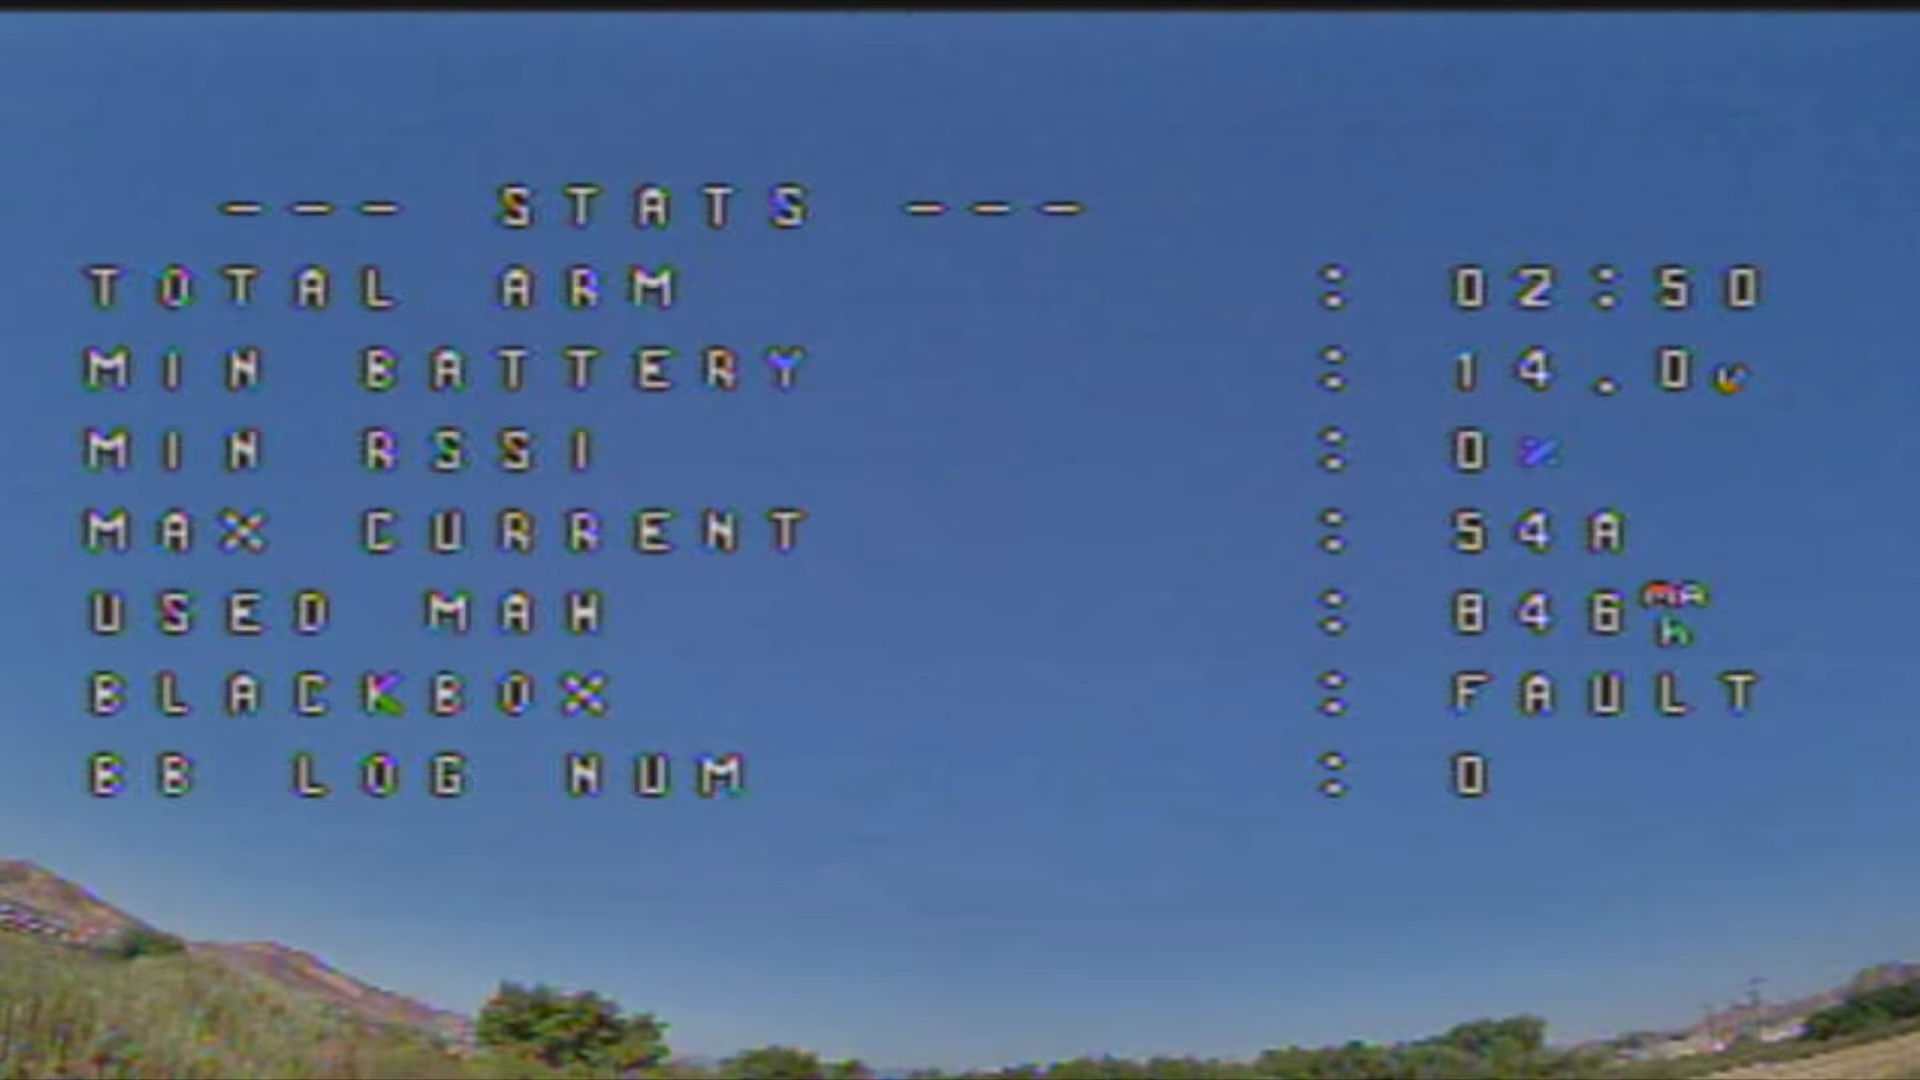 --- STATS ---
TOTAL ARM : 02:50
MIN BATTERY : 14.0v
MIN RSSI : 0%
MAX CURRENT : 54A
USED MAH : 846mAh
BLACKBOX : FAULT
BB LOG NUM : 0